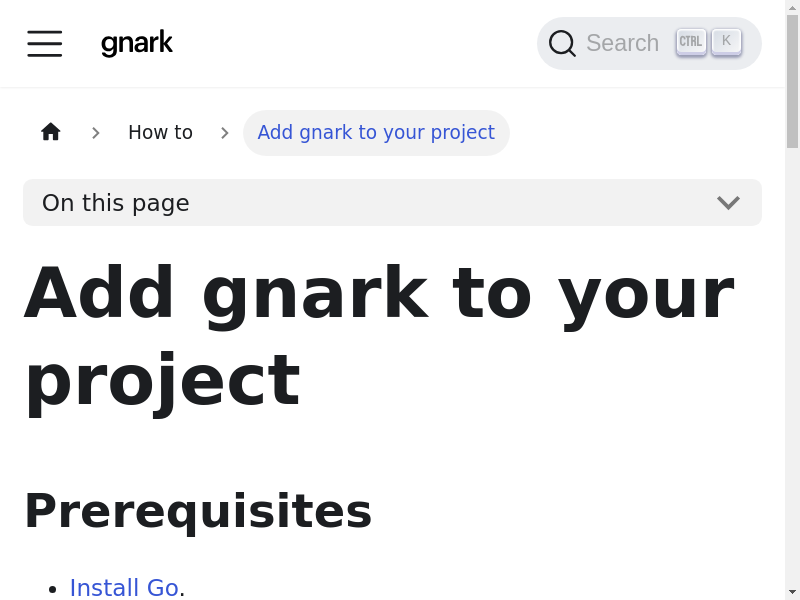 gnark
Search CTRL K
How to
Add gnark to your project
On this page
Add gnark to your
project
Prerequisites
Install Go.